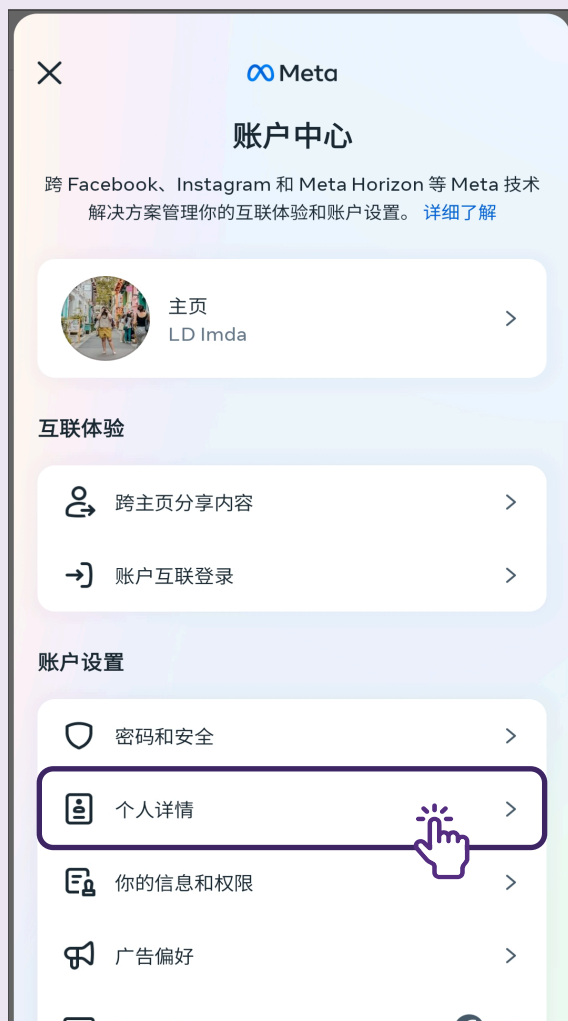 Meta
账户中心
跨 Facebook、Instagram 和 Meta Horizon 等 Meta 技术
解决方案管理你的互联体验和账户设置。 详细了解
主页
LD Imda
互联体验
跨主页分享内容
账户互联登录
账户设置
密码和安全
个人详情
你的信息和权限
广告偏好